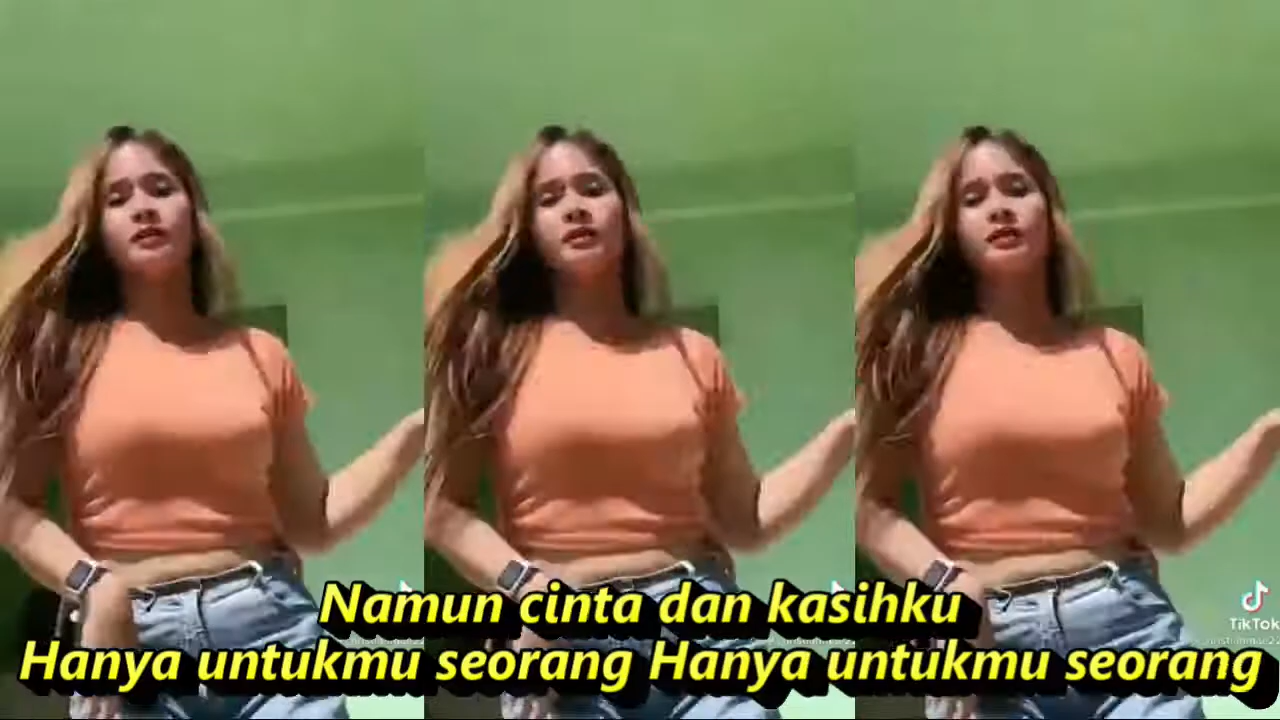 Namun cinta dan kasihku
Hanya untukmu seorang Hanya untukmu seorang
TikTok